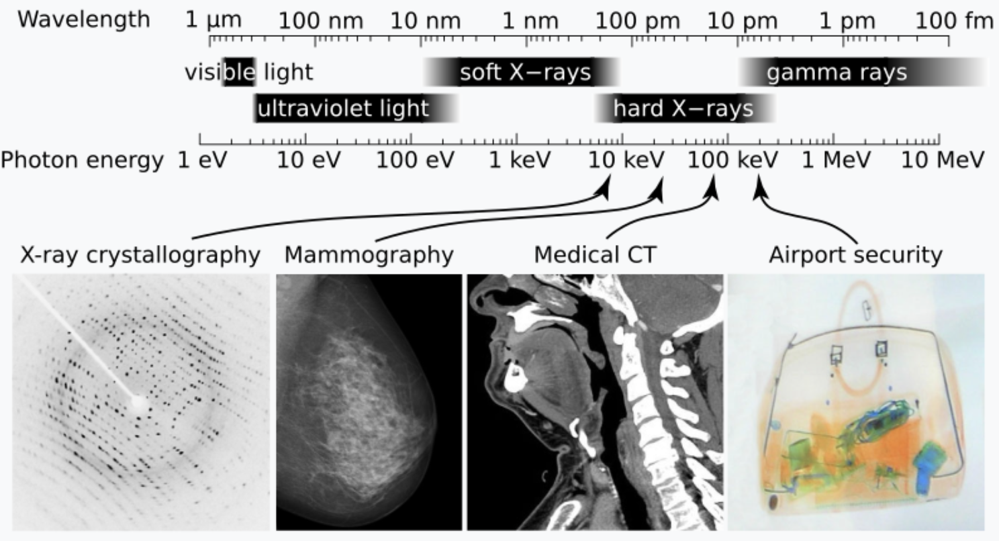 Wavelength 1 μm 100 nm 10 nm 1 nm 100 pm 10 pm 1 pm 100 fm
visible light soft X−rays gamma rays
ultraviolet light hard X−rays
Photon energy 1 eV 10 eV 100 eV 1 keV 10 keV 100 keV 1 MeV 10 MeV
X-ray crystallography Mammography Medical CT Airport security